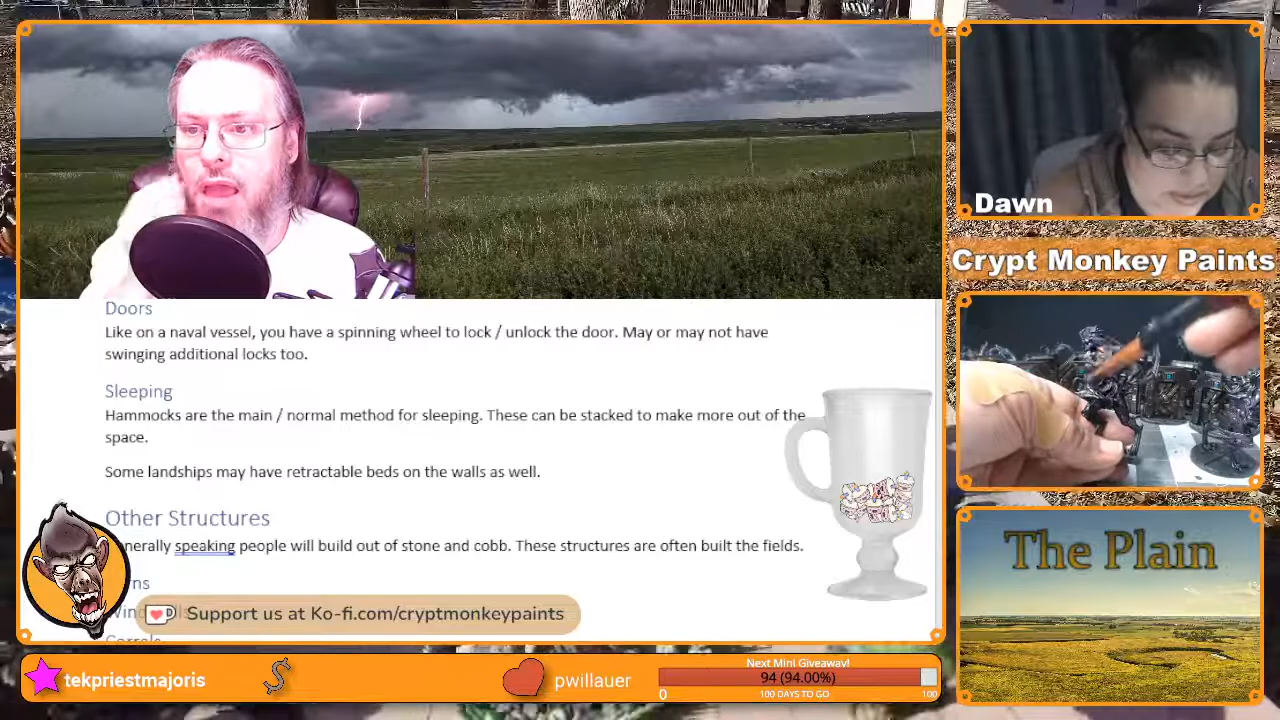 Doors
Like on a naval vessel, you have a spinning wheel to lock / unlock the door. May or may not have
swinging additional locks too.
Sleeping
Hammocks are the main / normal method for sleeping. These can be stacked to make more out of the
space.
Some landships may have retractable beds on the walls as well.
Other Structures
speaking people will build out of stone and cobb. These structures are often built the fields.
Support us at Ko-fi.com/cryptmonkeypaints
tekpriestmajoris
$
pwillauer
Next Mini Giveaway!
94 (94.00%)
0
100 DAYS TO GO
100
Dawn
Crypt Monkey Paints
The Plain